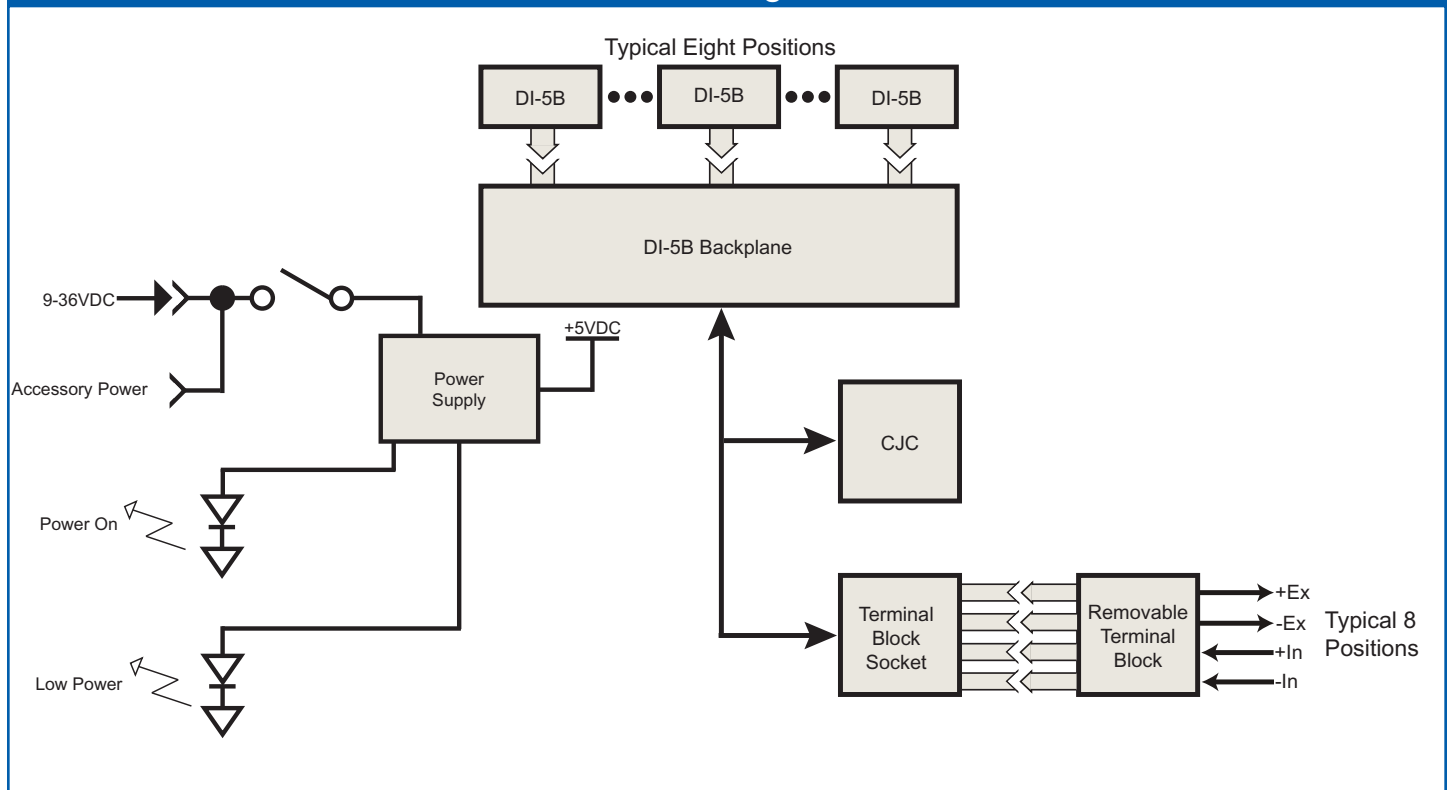 Typical Eight Positions
DI-5B
DI-5B
DI-5B
DI-5B Backplane
9-36VDC
+5VDC
Accessory Power
Power
Supply
CJC
Power On
Low Power
Terminal
Block
Socket
Removable
Terminal
Block
+Ex
-Ex
+In
-In
Typical 8
Positions